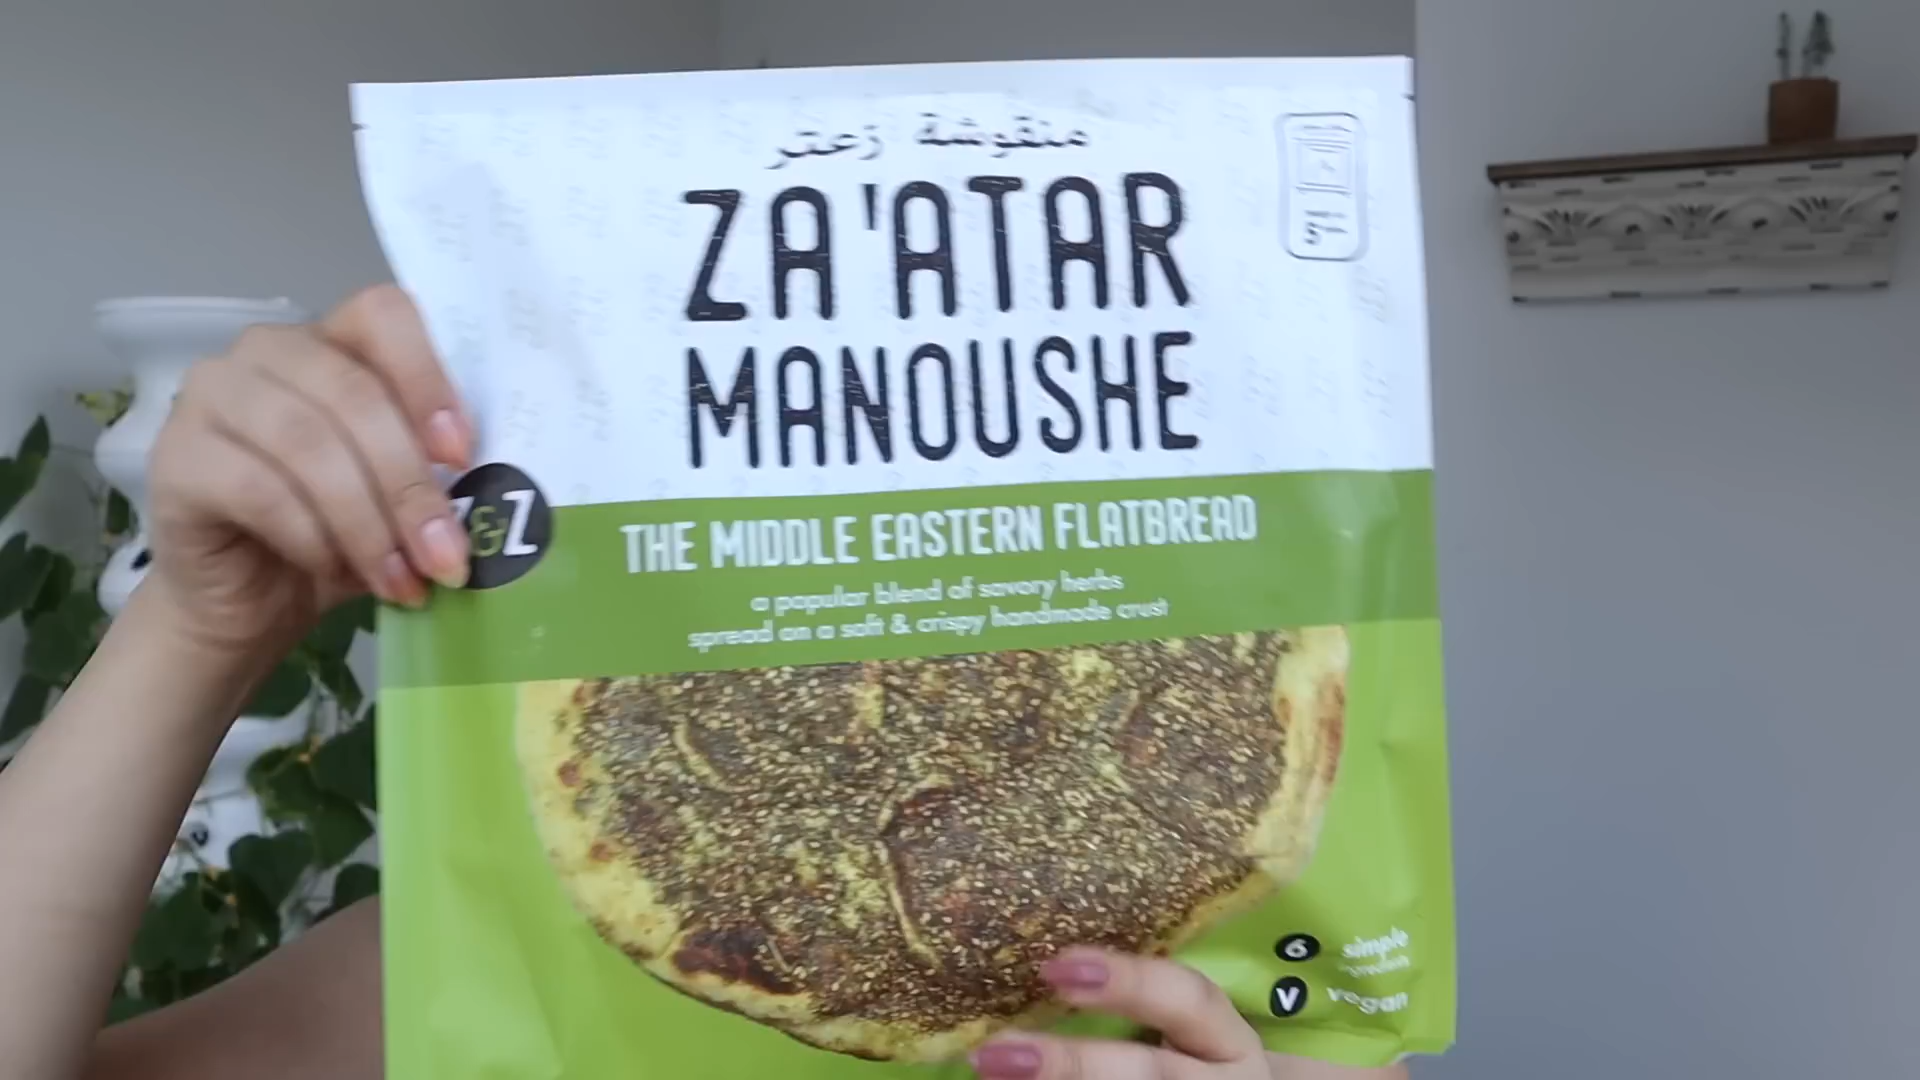 منقوشة زعتر
ZA'ATAR
MANOUSHE
&Z
THE MIDDLE EASTERN FLATBREAD
a popular blend of savory herbs
spread on a soft & crispy handmade crust
6 simple
V vegan